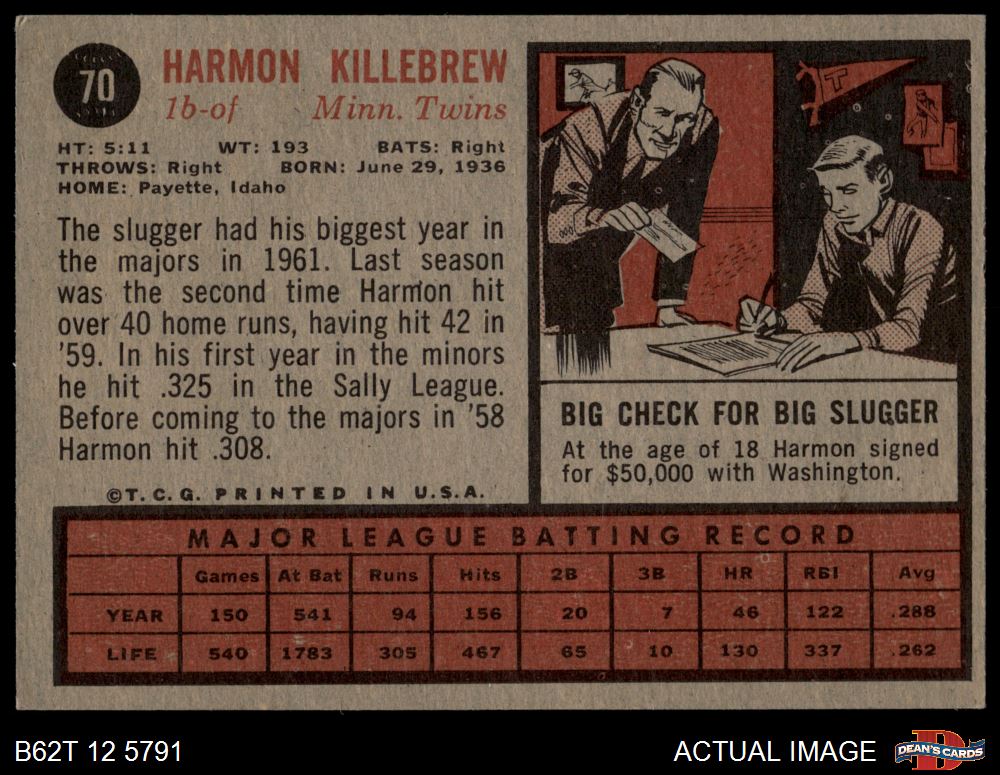 70
HARMON KILLEBREW
1b-of Minn. Twins
HT: 5:11 WT: 193 BATS: Right
THROWS: Right BORN: June 29, 1936
HOME: Payette, Idaho
The slugger had his biggest year in
the majors in 1961. Last season
was the second time Harmon hit
over 40 home runs, having hit 42 in
'59. In his first year in the minors
he hit .325 in the Sally League.
Before coming to the majors in '58
Harmon hit .308.
©T.C.G. PRINTED IN U.S.A.
T
BIG CHECK FOR BIG SLUGGER
At the age of 18 Harmon signed
for $50,000 with Washington.
MAJOR LEAGUE BATTING RECORD
Games At Bat Runs Hits 2B 3B HR RBI Avg
YEAR 150 541 94 156 20 7 46 122 .288
LIFE 540 1783 305 467 65 10 130 337 .262
B62T 12 5791
ACTUAL IMAGE
D
DEAN'S CARDS